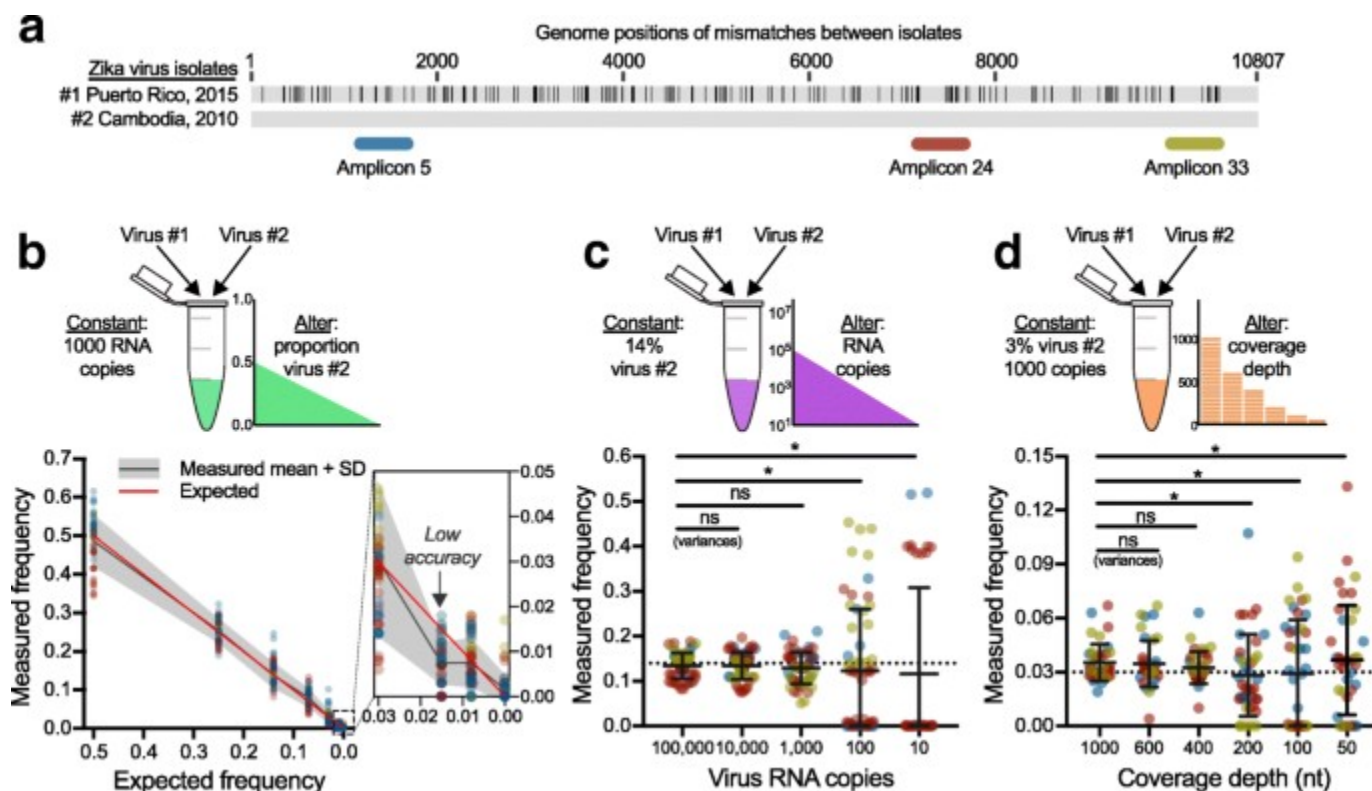 a
Genome positions of mismatches between isolates
Zika virus isolates
1 2000 4000 6000 8000 10807
#1 Puerto Rico, 2015
#2 Cambodia, 2010
Amplicon 5 Amplicon 24 Amplicon 33
b
Virus #1 Virus #2
Constant:
1000 RNA
copies
1.0
0.5
0.0
Alter:
proportion
virus #2
0.7
0.6
0.5
0.4
0.3
0.2
0.1
0.0
Measured frequency
Measured mean + SD
Expected
0.5 0.4 0.3 0.2 0.1 0.0
Expected frequency
Low
accuracy
0.05
0.04
0.03
0.02
0.01
0.00
0.03 0.02 0.01 0.00
c
Virus #1 Virus #2
Constant:
14%
virus #2
10⁷
10⁵
10³
10¹
Alter:
RNA
copies
0.6
0.5
0.4
0.3
0.2
0.1
0.0
Measured frequency
*
*
ns
ns
(variances)
100,000 10,000 1,000 100 10
Virus RNA copies
d
Virus #1 Virus #2
Constant:
3% virus #2
1000 copies
1000
500
0
Alter:
coverage
depth
0.15
0.12
0.09
0.06
0.03
0.00
Measured frequency
*
*
*
ns
ns
(variances)
1000 600 400 200 100 50
Coverage depth (nt)